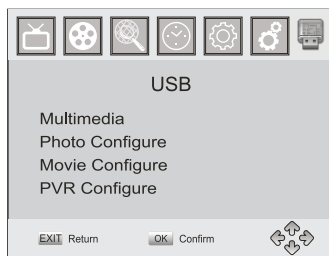 USB
Multimedia
Photo Configure
Movie Configure
PVR Configure
EXIT Return OK Confirm